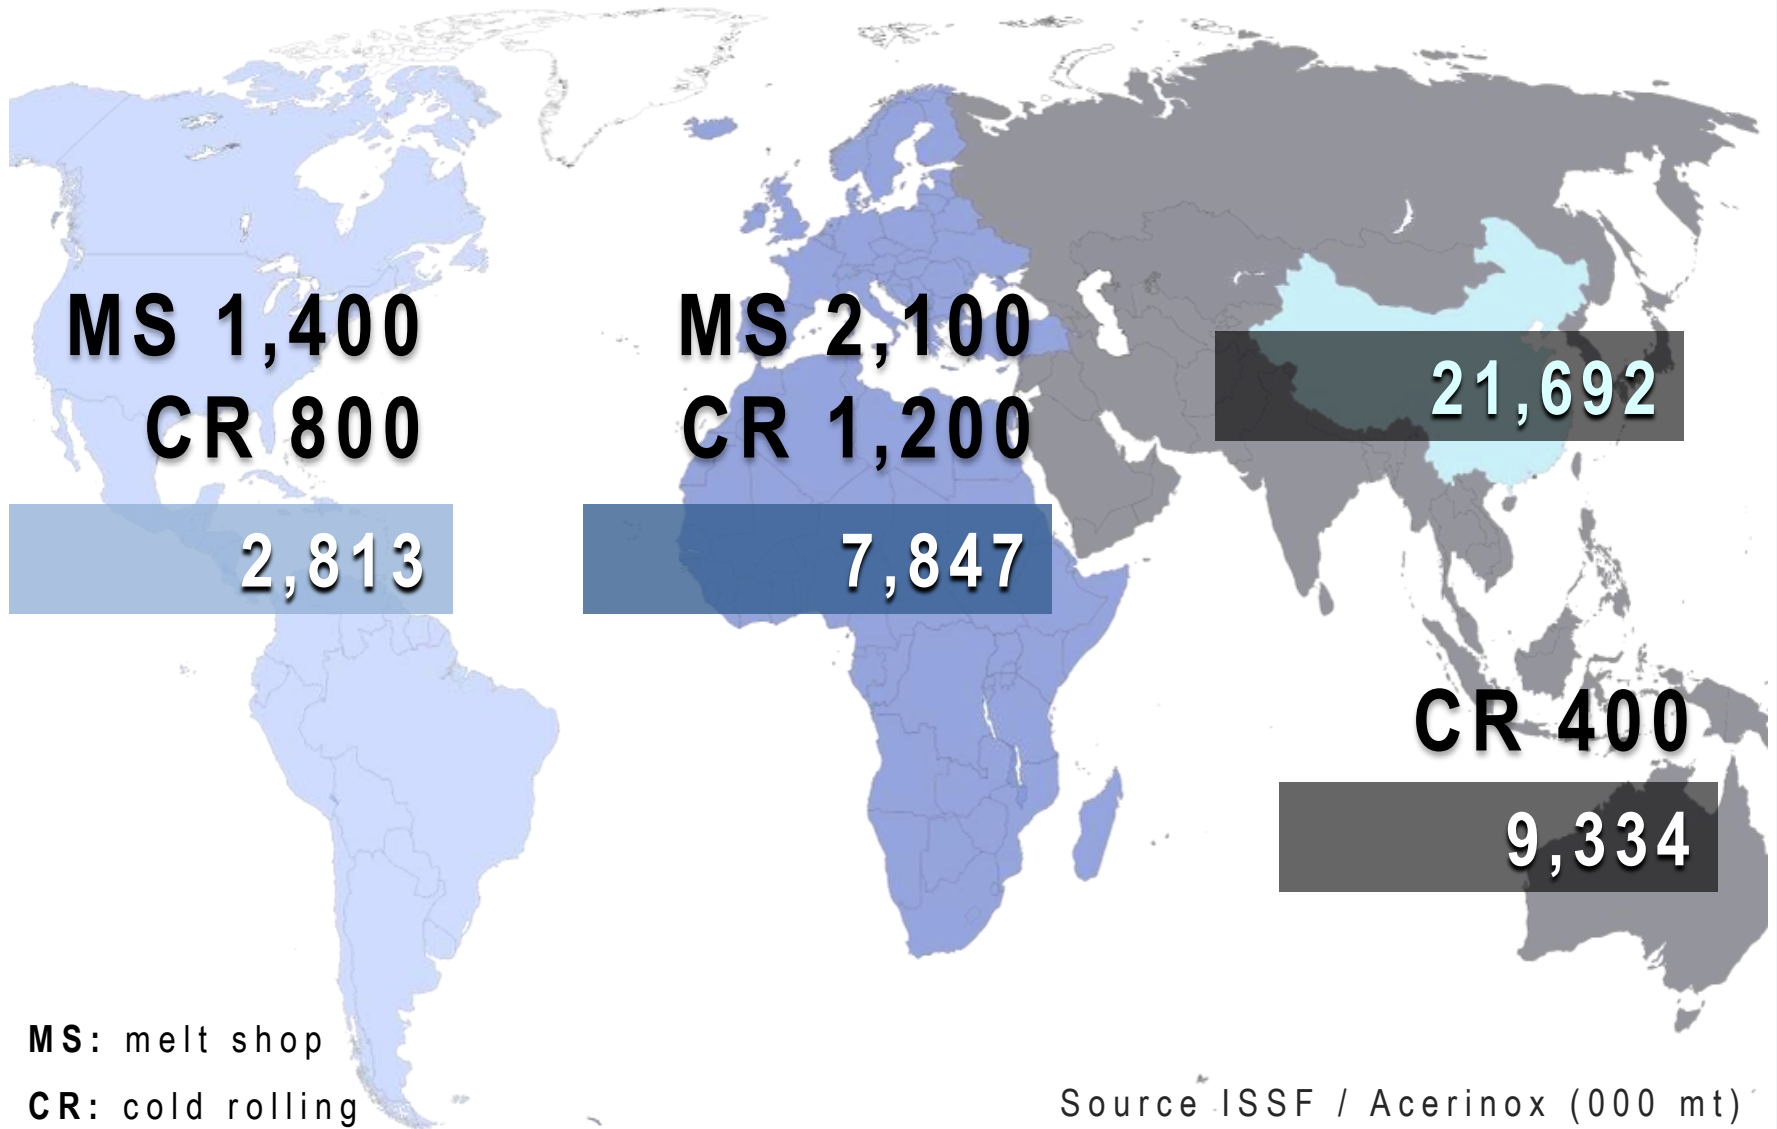 MS 1,400
CR 800
2,813
MS 2,100
CR 1,200
7,847
21,692
CR 400
9,334
MS: melt shop
CR: cold rolling
Source ISSF / Acerinox (000 mt)